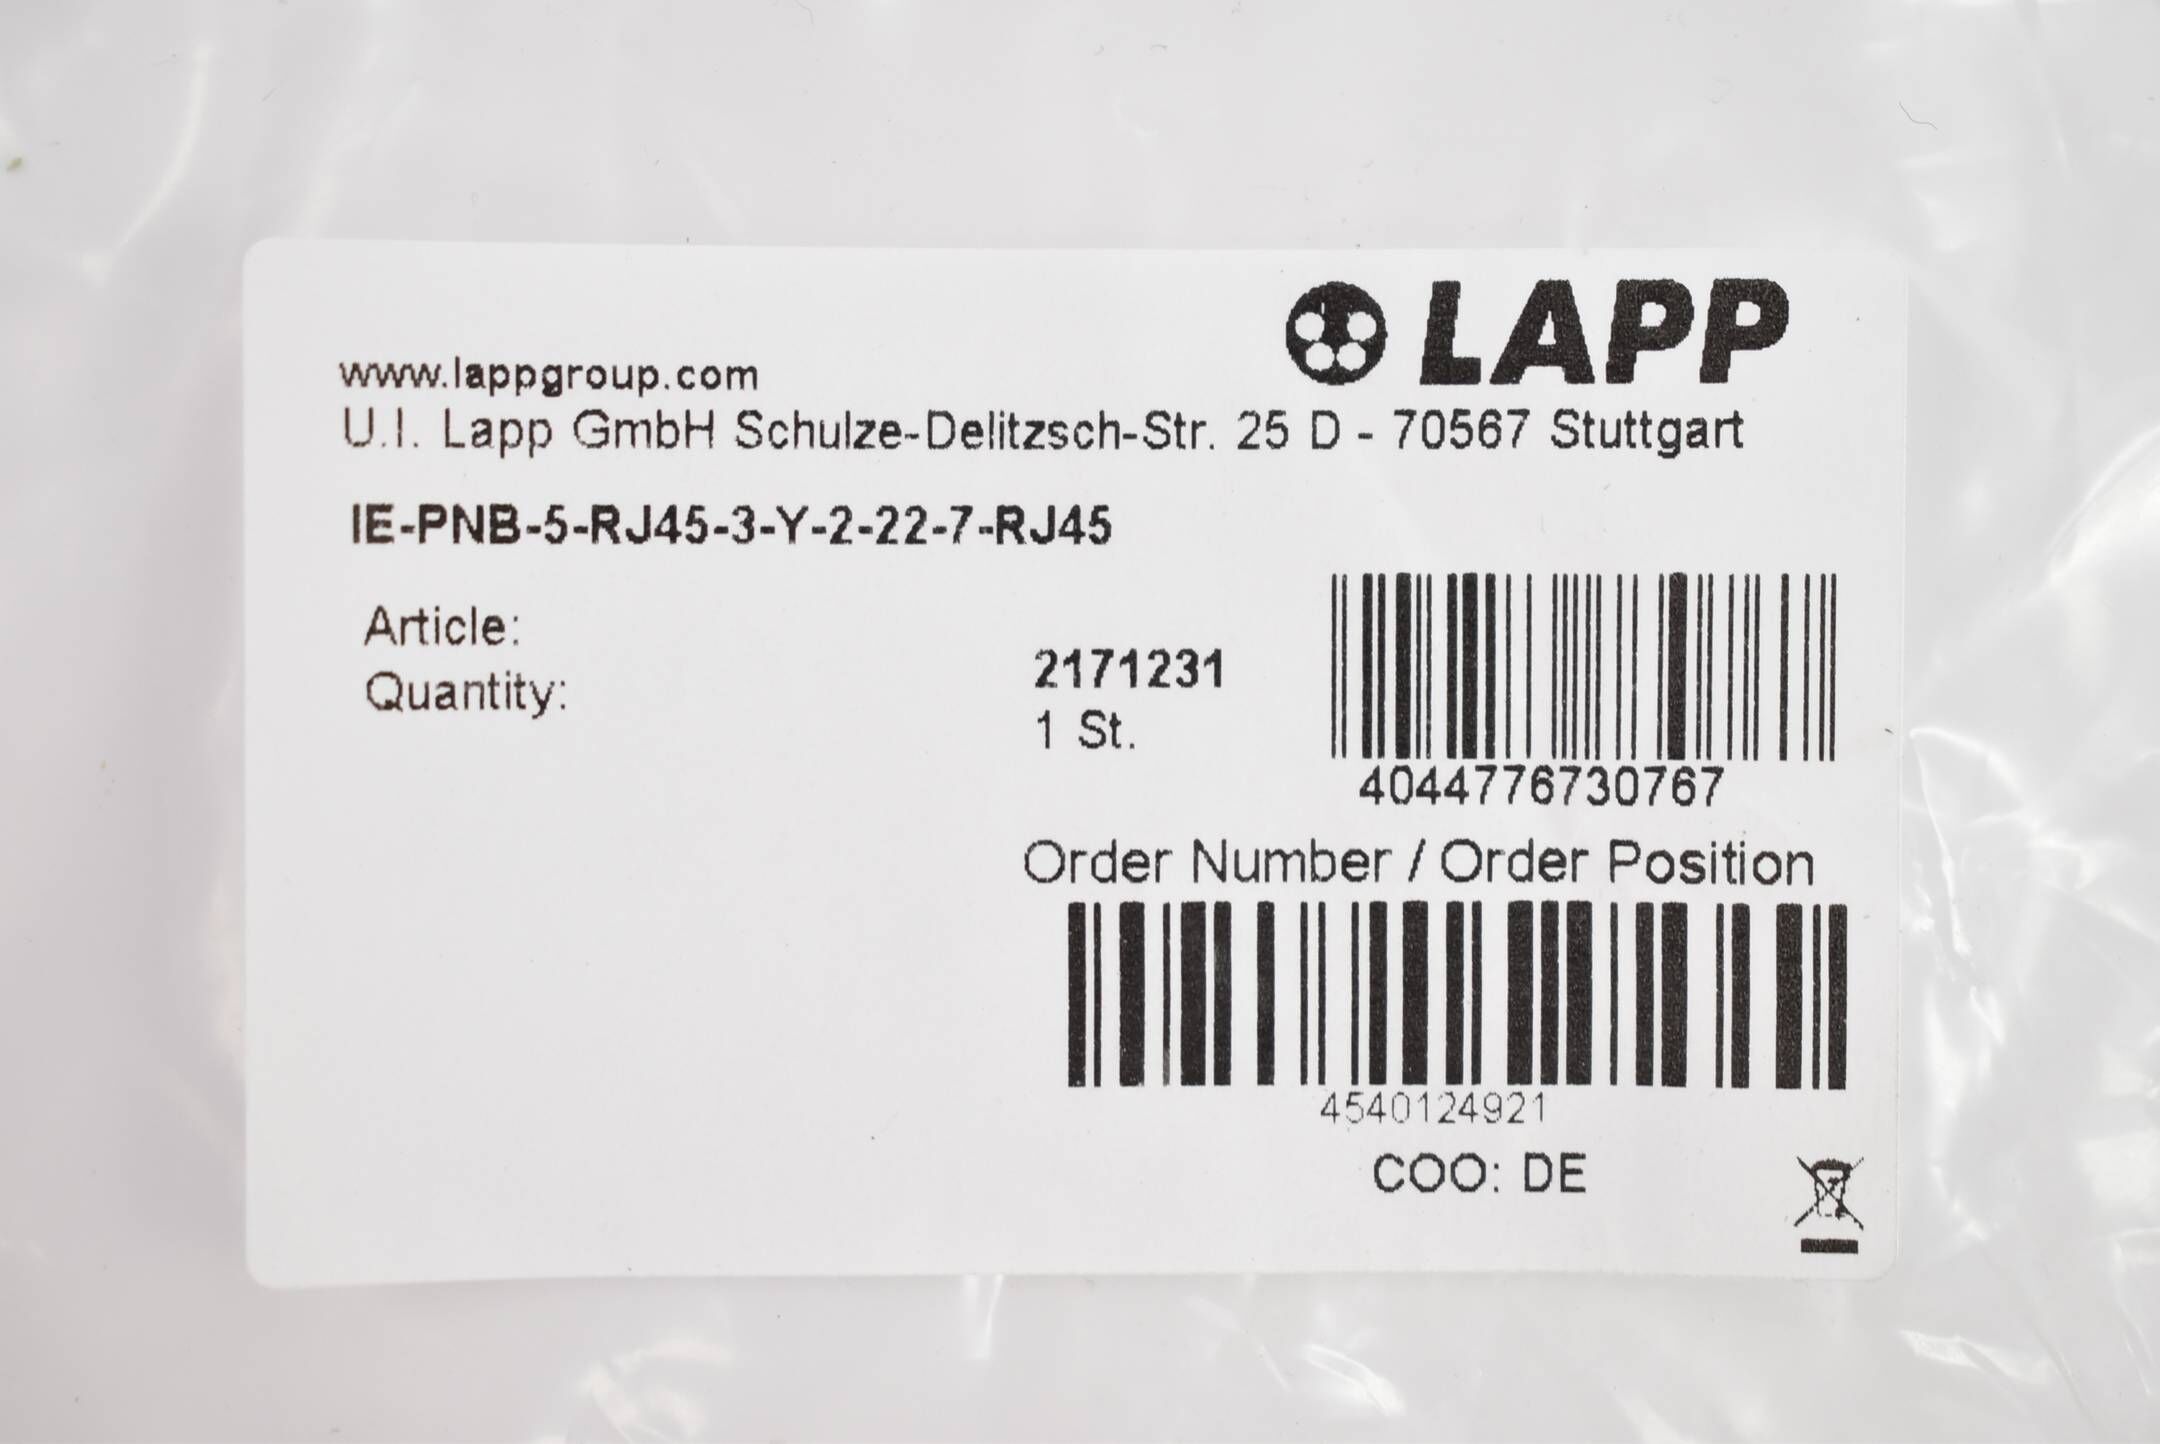 LAPP
www.lappgroup.com
U.I. Lapp GmbH Schulze-Delitzsch-Str. 25 D - 70567 Stuttgart
IE-PNB-5-RJ45-3-Y-2-22-7-RJ45
Article: 2171231
Quantity: 1 St.
4044776730767
Order Number / Order Position
4540124921
COO: DE